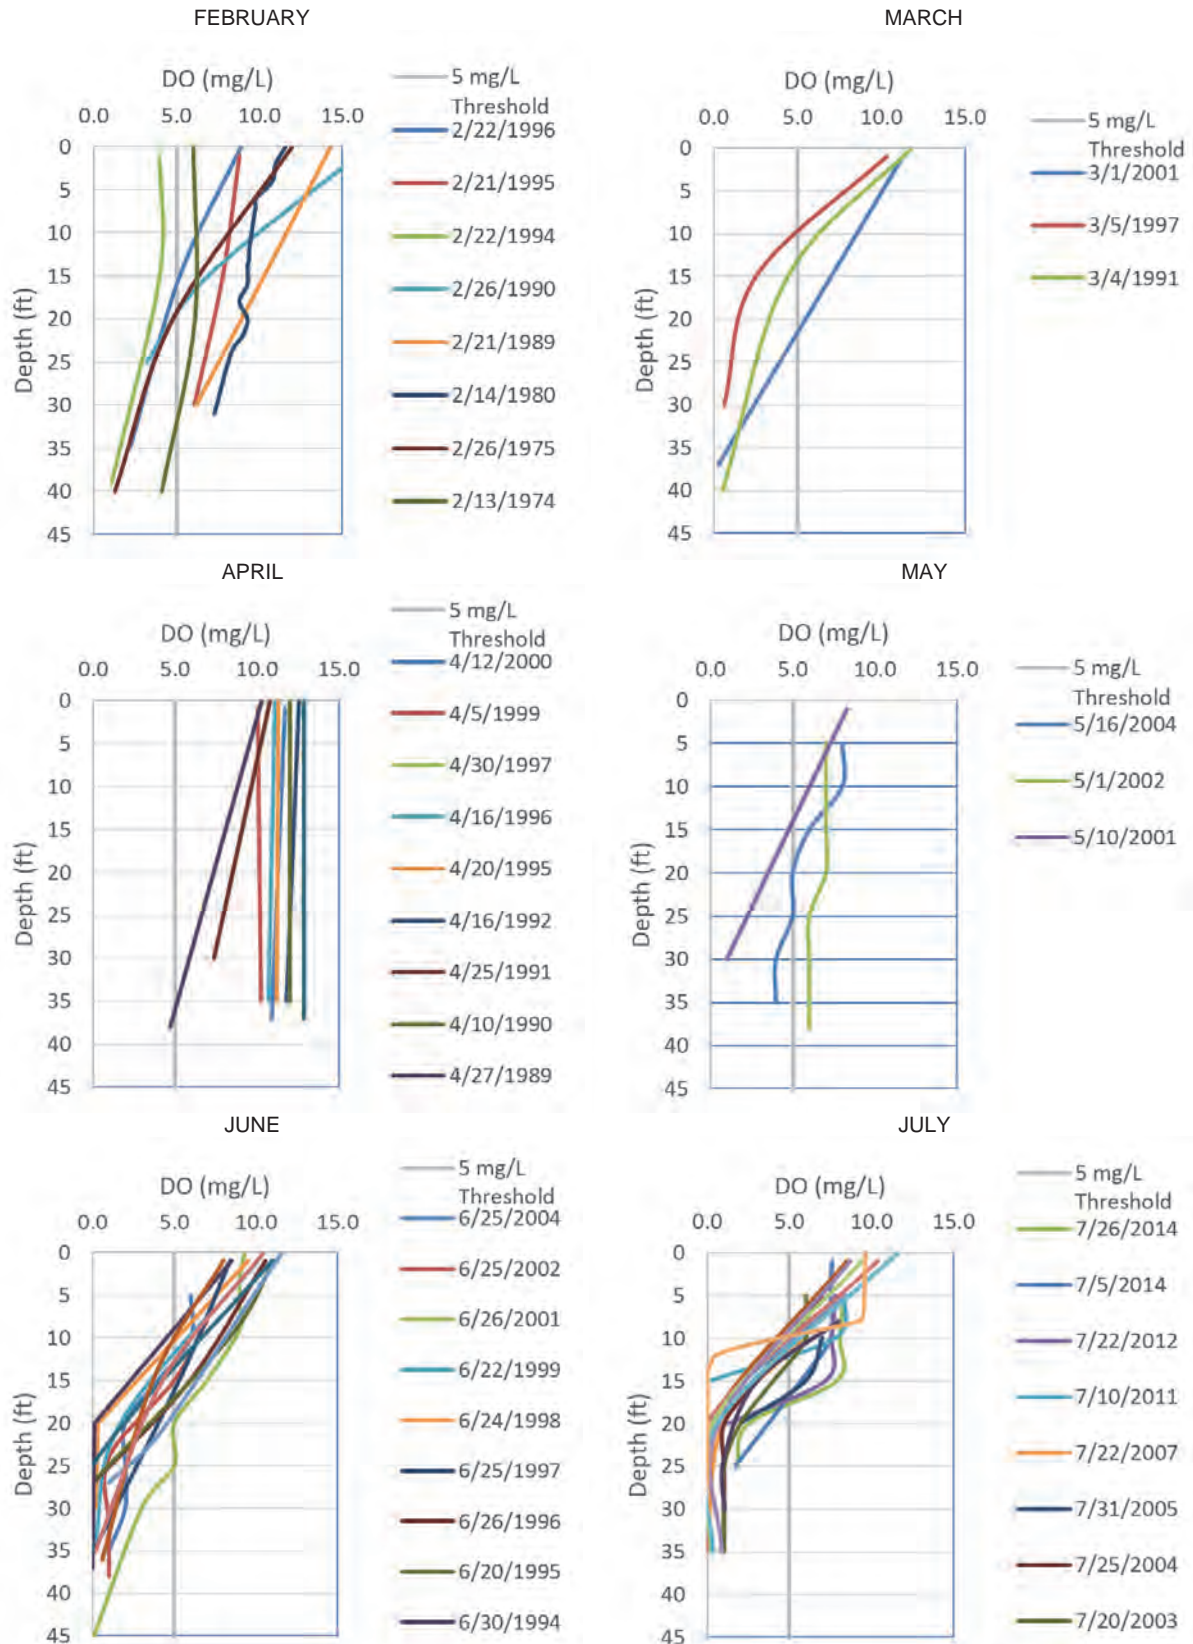 FEBRUARY
DO (mg/L)
0.0 5.0 10.0 15.0
0
5
10
15
20
25
30
35
40
45
Depth (ft)
5 mg/L
Threshold
2/22/1996
2/21/1995
2/22/1994
2/26/1990
2/21/1989
2/14/1980
2/26/1975
2/13/1974
MARCH
DO (mg/L)
0.0 5.0 10.0 15.0
0
5
10
15
20
25
30
35
40
45
Depth (ft)
5 mg/L
Threshold
3/1/2001
3/5/1997
3/4/1991
APRIL
DO (mg/L)
0.0 5.0 10.0 15.0
0
5
10
15
20
25
30
35
40
45
Depth (ft)
5 mg/L
Threshold
4/12/2000
4/5/1999
4/30/1997
4/16/1996
4/20/1995
4/16/1992
4/25/1991
4/10/1990
4/27/1989
MAY
DO (mg/L)
0.0 5.0 10.0 15.0
0
5
10
15
20
25
30
35
40
45
Depth (ft)
5 mg/L
Threshold
5/16/2004
5/1/2002
5/10/2001
JUNE
DO (mg/L)
0.0 5.0 10.0 15.0
0
5
10
15
20
25
30
35
40
45
Depth (ft)
5 mg/L
Threshold
6/25/2004
6/25/2002
6/26/2001
6/22/1999
6/24/1998
6/25/1997
6/26/1996
6/20/1995
6/30/1994
JULY
DO (mg/L)
0.0 5.0 10.0 15.0
0
5
10
15
20
25
30
35
40
45
Depth (ft)
5 mg/L
Threshold
7/26/2014
7/5/2014
7/22/2012
7/10/2011
7/22/2007
7/31/2005
7/25/2004
7/20/2003